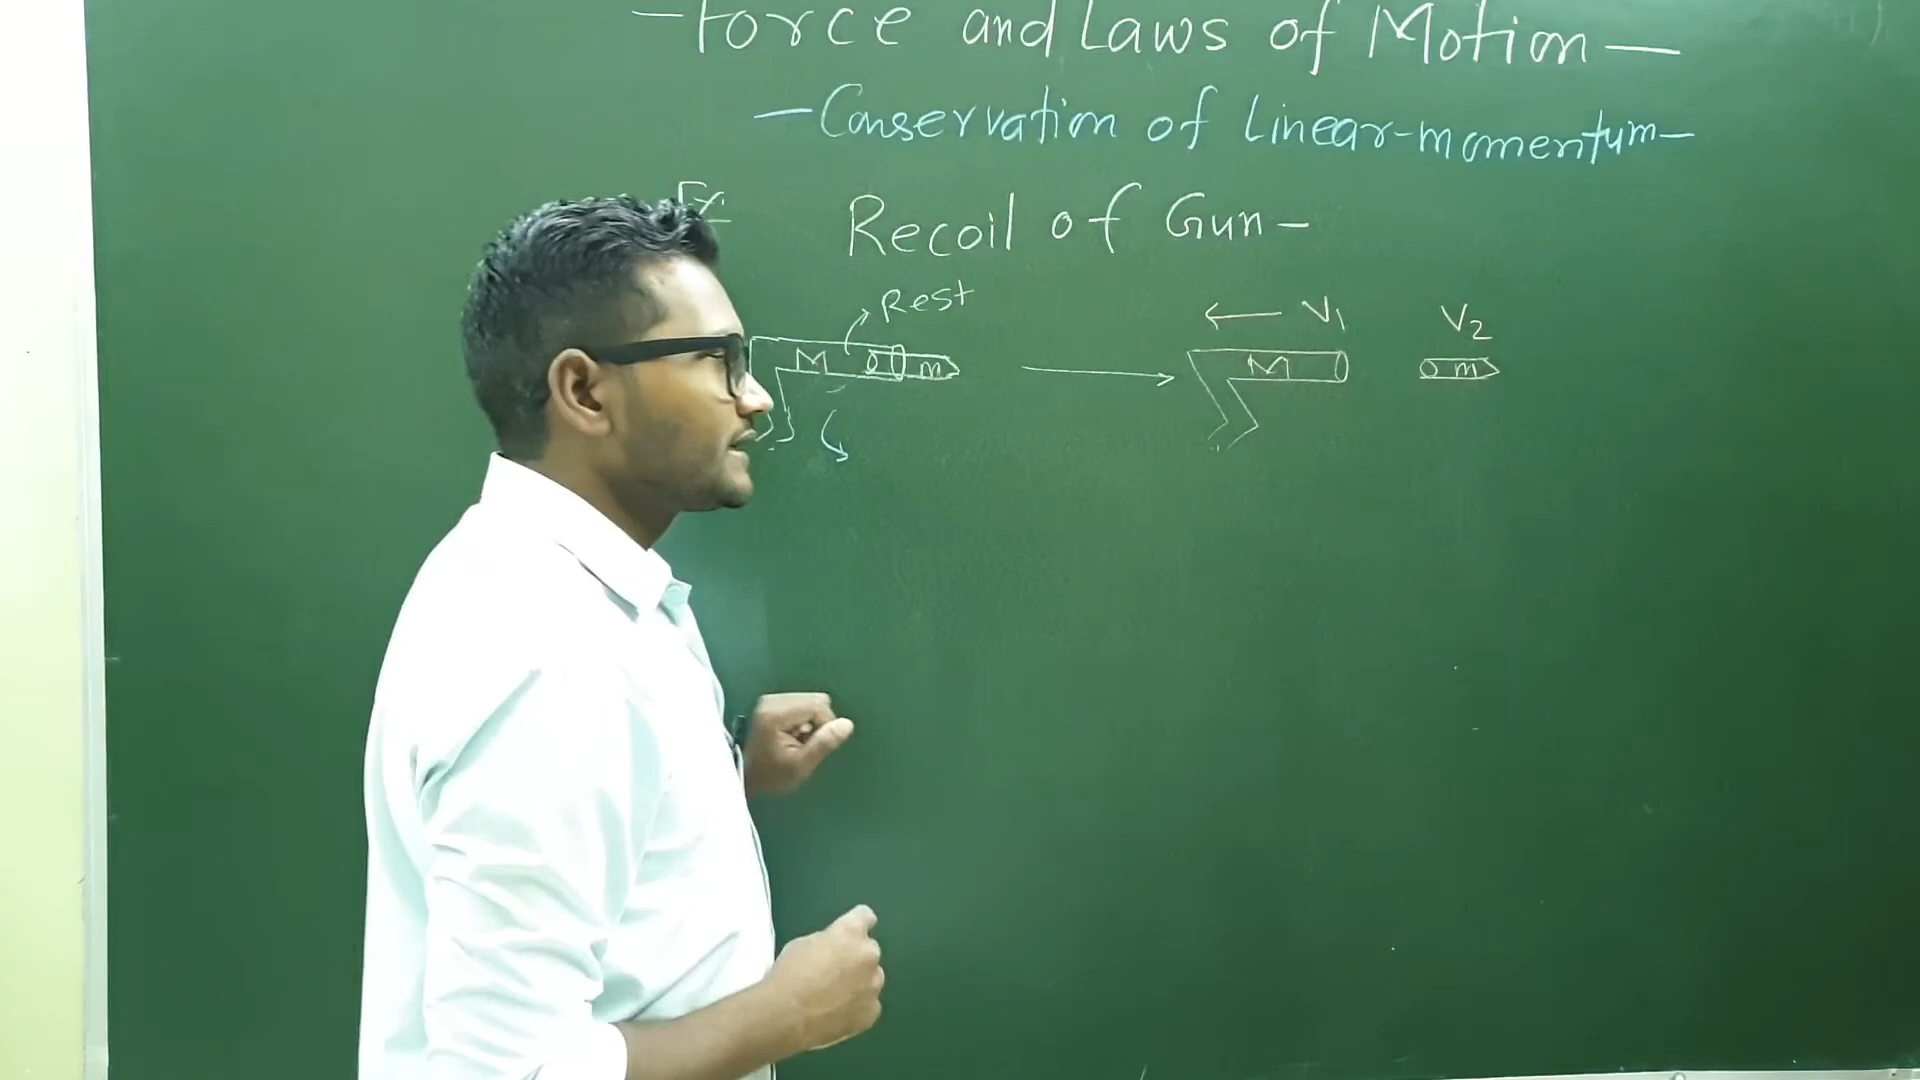 - Force and Laws of Motion -
- Conservation of Linear-momentum -
Ex.
Recoil of Gun -
Rest
V₁ V₂
M m
M m